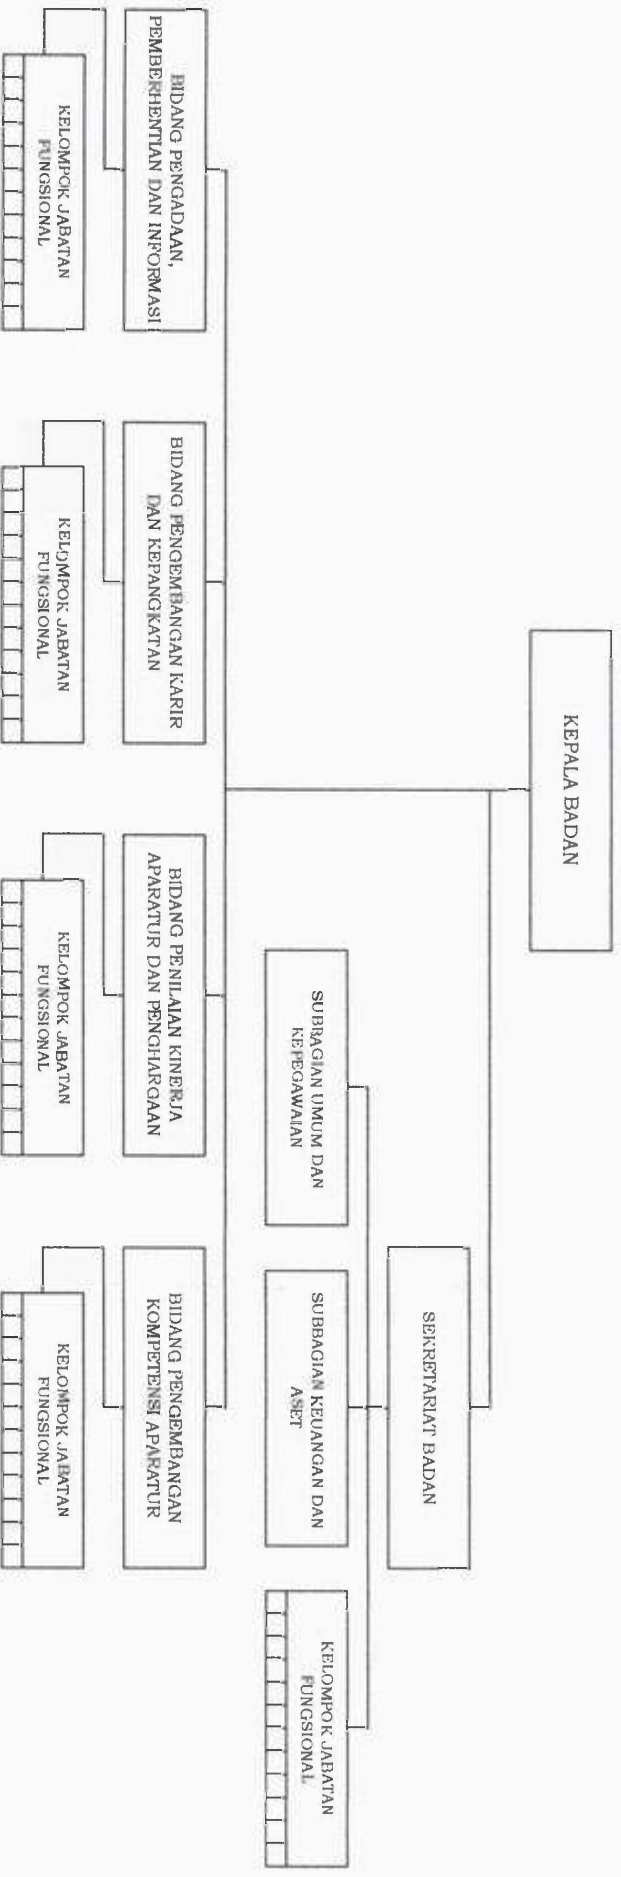 KEPALA BADAN
SEKRETARIAT BADAN
SUBBAGIAN UMUM DAN
KEPEGAWAIAN
SUBBAGIAN KEUANGAN DAN
ASET
KELOMPOK JABATAN
FUNGSIONAL
BIDANG PENGADAAN,
PEMBERHENTIAN DAN INFORMASI
BIDANG PENGEMBANGAN KARIR
DAN KEPANGKATAN
BIDANG PENILAIAN KINERJA
APARATUR DAN PENGHARGAAN
BIDANG PENGEMBANGAN
KOMPETENSI APARATUR
KELOMPOK JABATAN
FUNGSIONAL
KELOMPOK JABATAN
FUNGSIONAL
KELOMPOK JABATAN
FUNGSIONAL
KELOMPOK JABATAN
FUNGSIONAL